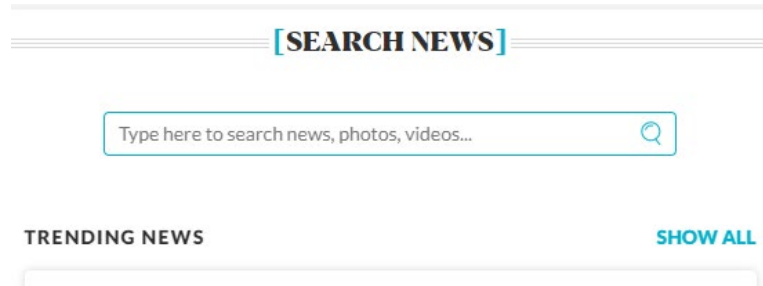 [SEARCH NEWS]
Type here to search news, photos, videos...
TRENDING NEWS SHOW ALL